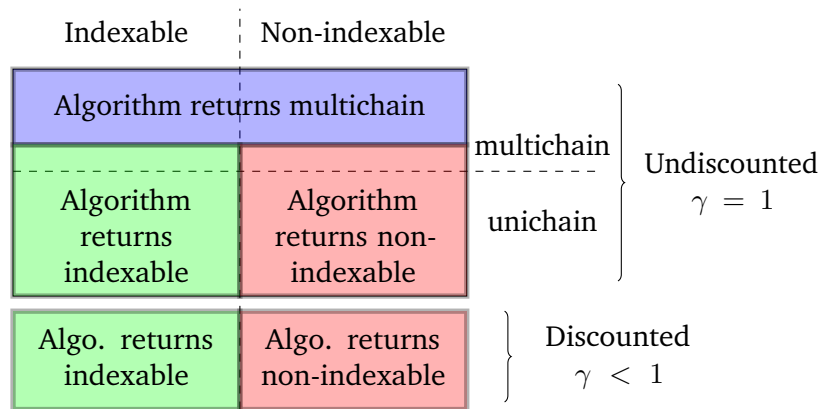 Indexable
Non-indexable
Algorithm returns multichain
multichain
Undiscounted
γ = 1
unichain
Algorithm
returns
indexable
Algorithm
returns non-
indexable
Algo. returns
indexable
Algo. returns
non-indexable
Discounted
γ < 1